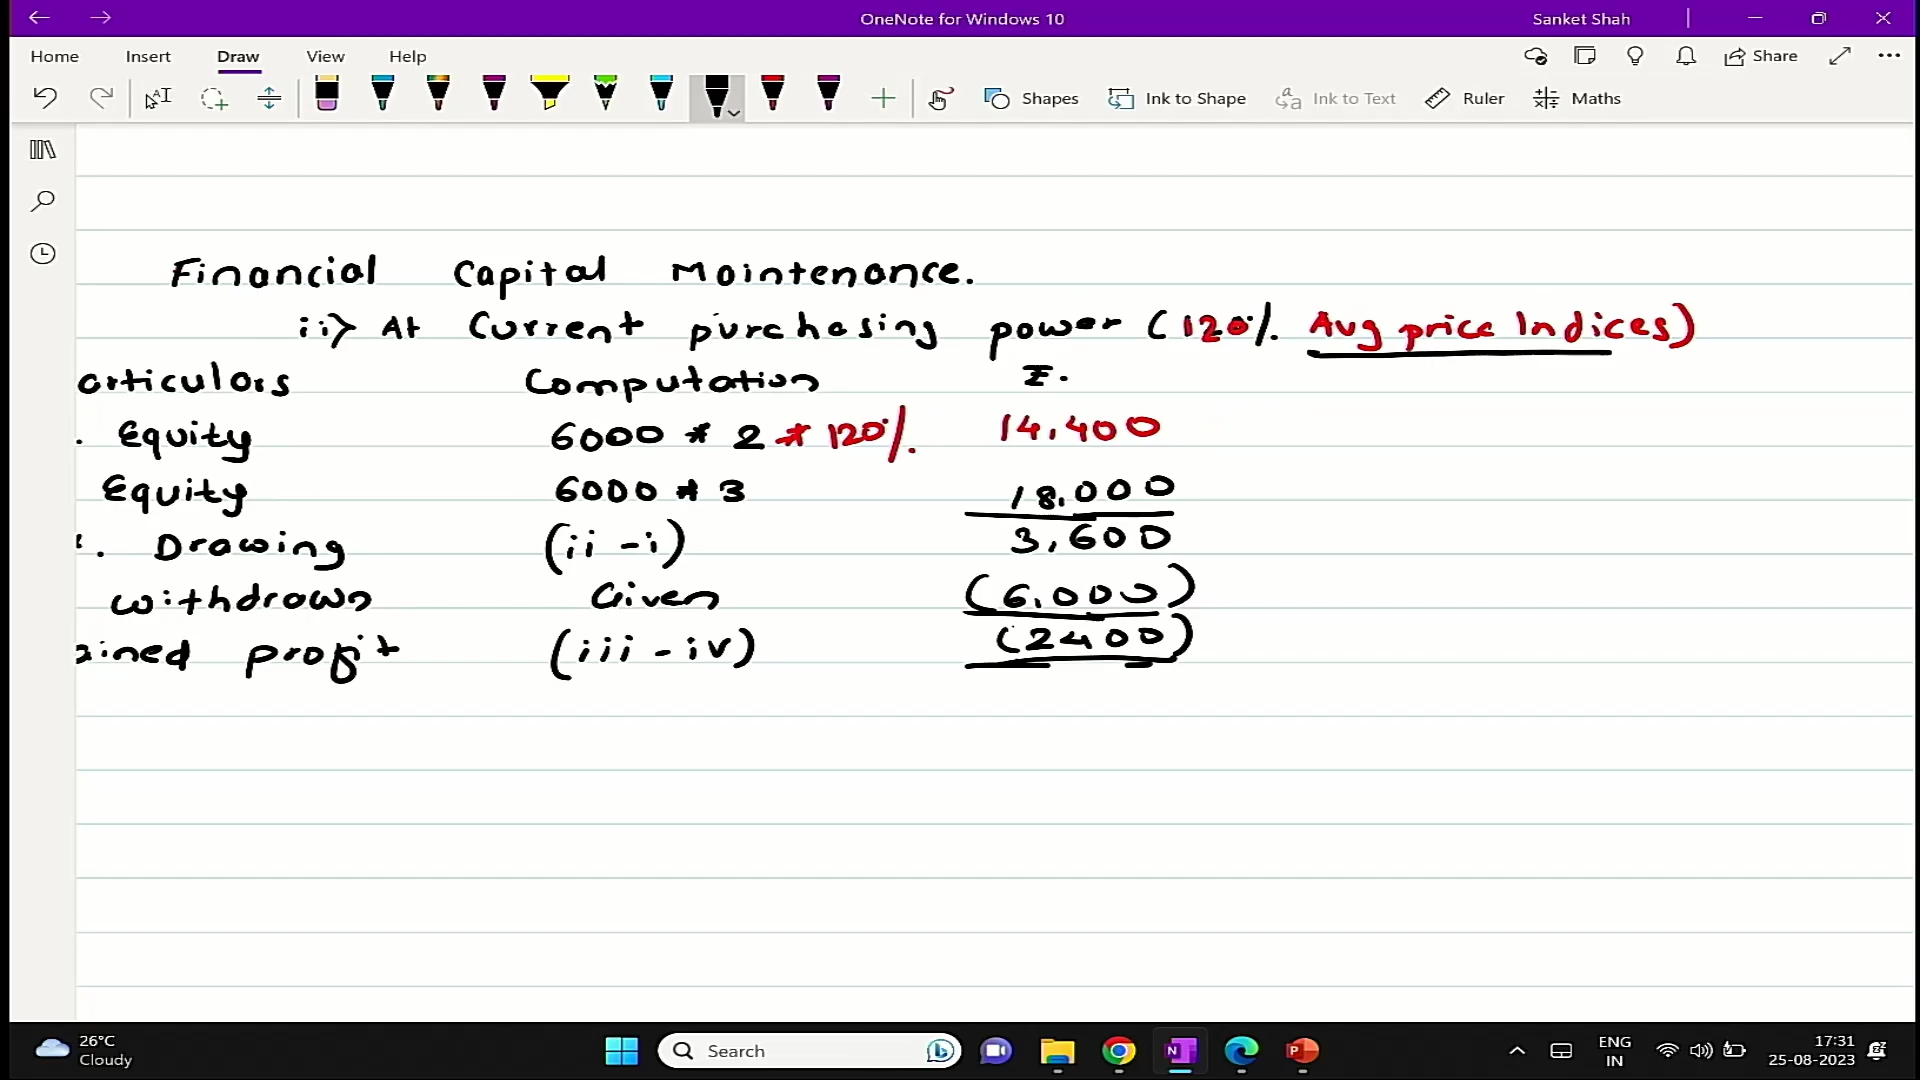 OneNote for Windows 10
Sanket Shah
Home Insert Draw View Help
Share
Shapes Ink to Shape Ink to Text Ruler Maths
Financial Capital Maintenance.
ii) At Current purchasing power (120% Avg price Indices)
articulars Computation ₹.
. Equity 6000 * 2 * 120% 14,400
Equity 6000 * 3 18,000
. Drawing (ii - i) 3,600
withdrawn Given (6,000)
ained profit (iii - iv) (2400)
26°C
Cloudy
Search
ENG
IN
17:31
25-08-2023